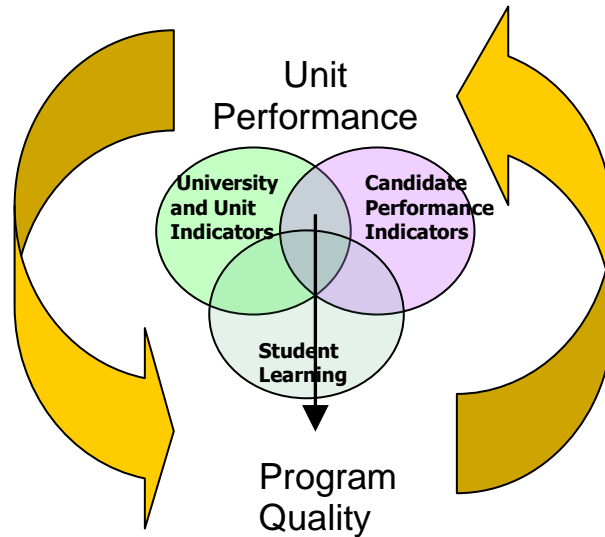 Unit
Performance
University
and Unit
Indicators
Candidate
Performance
Indicators
Student
Learning
Program
Quality